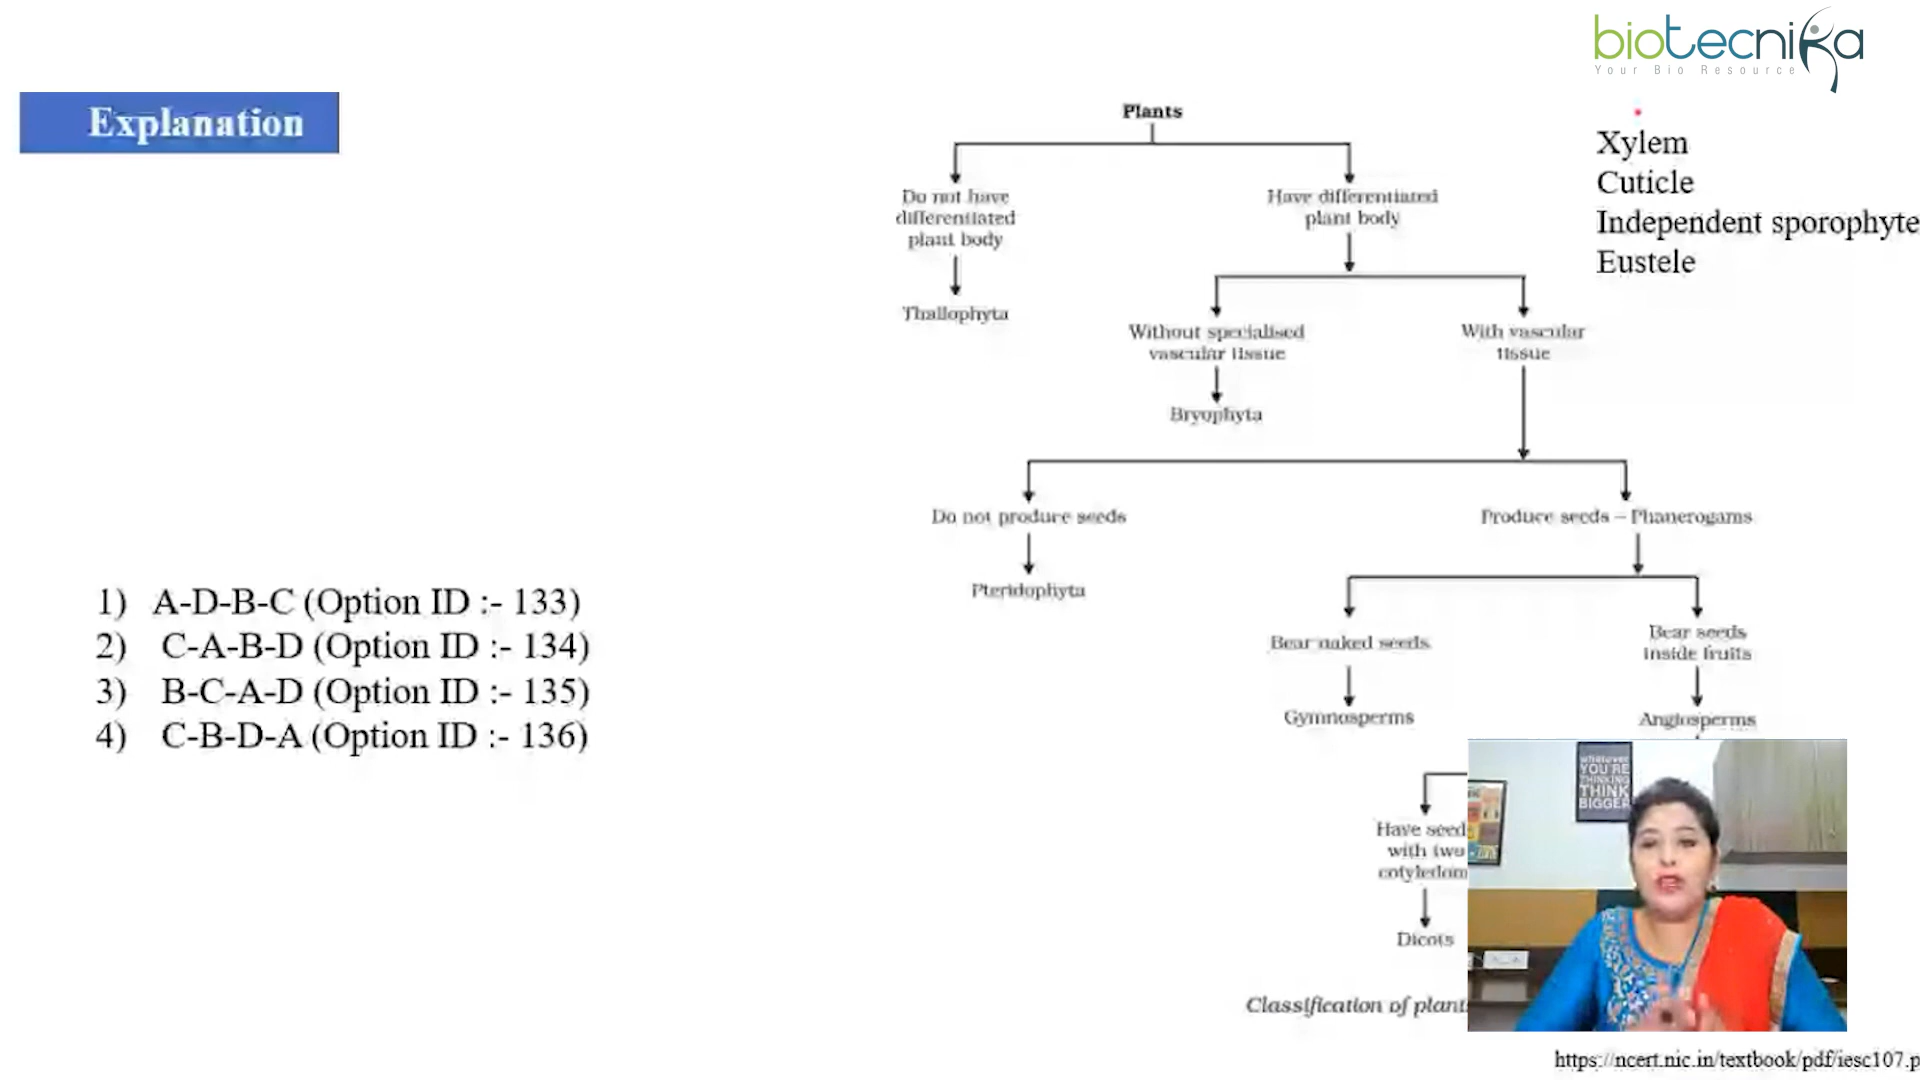 biotecnika
Your Bio Resource
Explanation
Plants
Do not have
differentiated
plant body
Thallophyta
Have differentiated
plant body
Without specialised
vascular tissue
Bryophyta
With vascular
tissue
Do not produce seeds
Pteridophyta
Produce seeds – Phanerogams
Bear naked seeds
Gymnosperms
Bear seeds
inside fruits
Angiosperms
Have seed
with two
cotyledon
Dicots
Classification of plant
Xylem
Cuticle
Independent sporophyte
Eustele
1) A-D-B-C (Option ID :- 133)
2) C-A-B-D (Option ID :- 134)
3) B-C-A-D (Option ID :- 135)
4) C-B-D-A (Option ID :- 136)
YOU'RE
THINKING
THINK
BIGGER
https://ncert.nic.in/textbook/pdf/iesc107.p